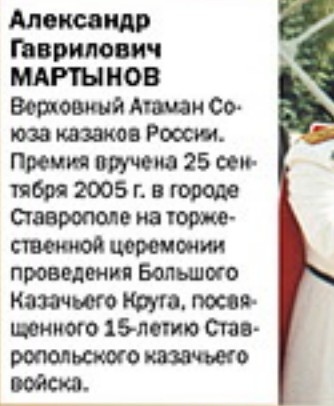 Александр
Гаврилович
МАРТЫНОВ
Верховный Атаман Со-
юза казаков России.
Премия вручена 25 сен-
тября 2005 г. в городе
Ставрополе на торже-
ственной церемонии
проведения Большого
Казачьего Круга, посвя-
щенного 15-летию Став-
ропольского казачьего
войска.